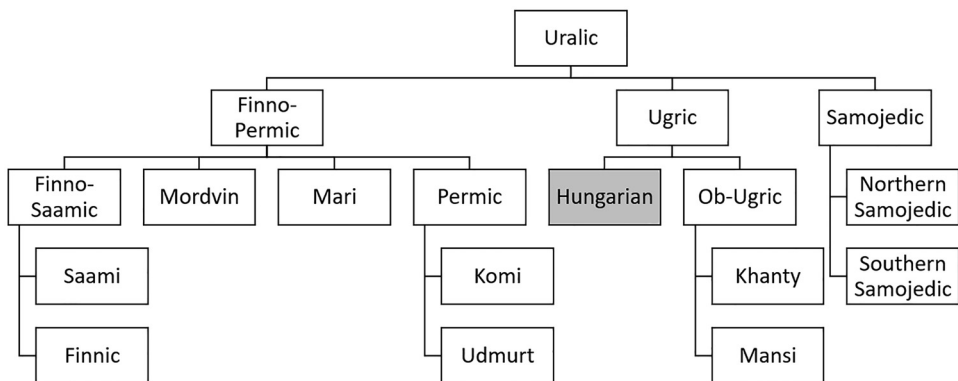 Uralic
Finno-
Permic
Ugric
Samojedic
Finno-
Saamic
Mordvin
Mari
Permic
Hungarian
Ob-Ugric
Northern
Samojedic
Saami
Komi
Khanty
Southern
Samojedic
Finnic
Udmurt
Mansi